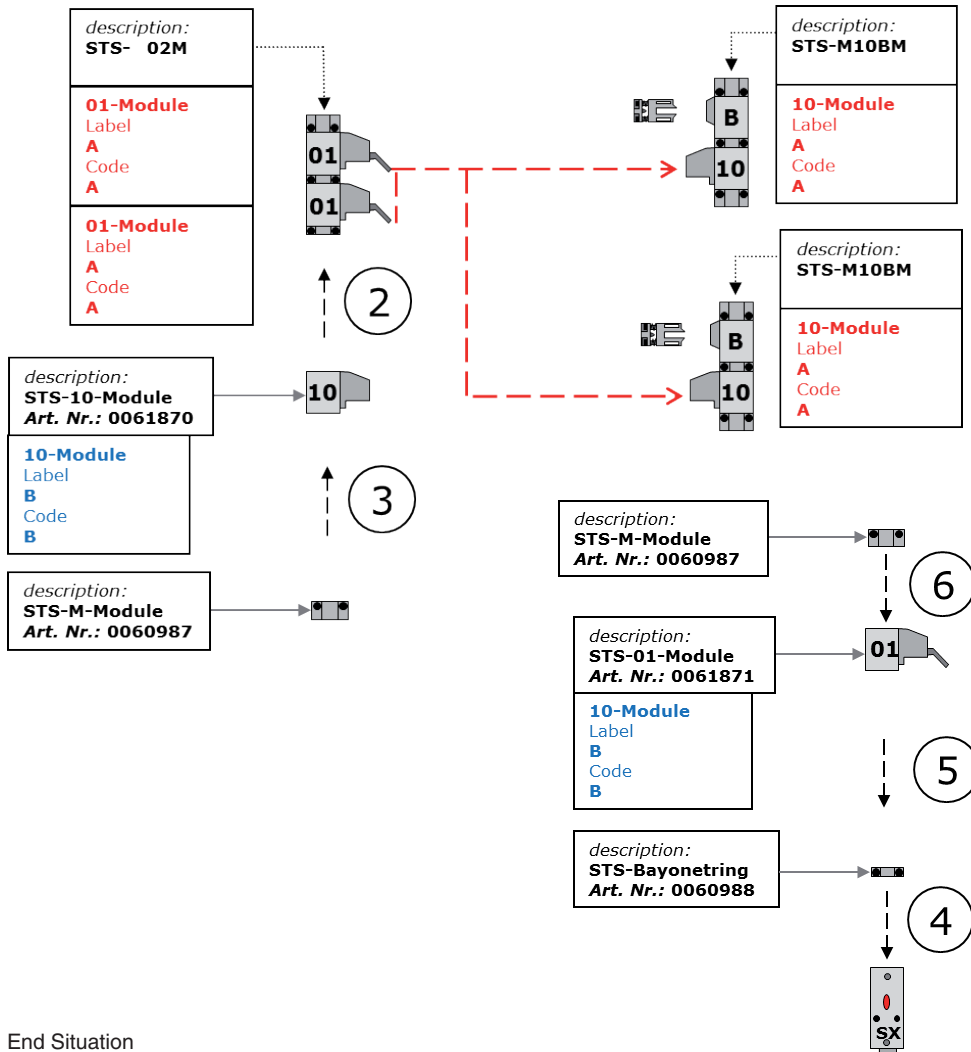 description:
STS- 02M
01-Module
Label
A
Code
A
01-Module
Label
A
Code
A
01
01
2
description:
STS-10-Module
Art. Nr.: 0061870
10-Module
Label
B
Code
B
10
3
description:
STS-M-Module
Art. Nr.: 0060987
description:
STS-M10BM
10-Module
Label
A
Code
A
B
10
description:
STS-M10BM
10-Module
Label
A
Code
A
B
10
description:
STS-M-Module
Art. Nr.: 0060987
6
description:
STS-01-Module
Art. Nr.: 0061871
10-Module
Label
B
Code
B
01
5
description:
STS-Bayonetring
Art. Nr.: 0060988
4
SX
End Situation